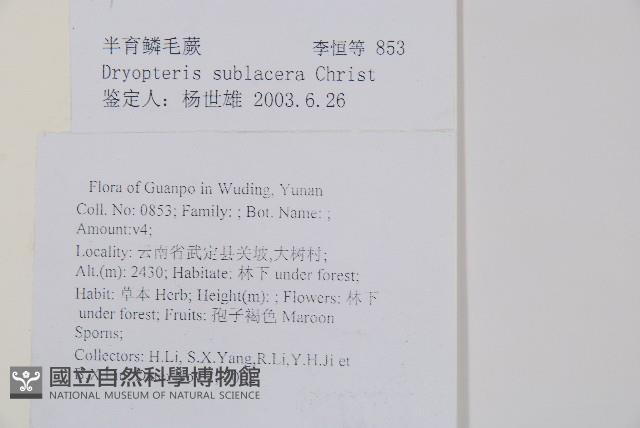 半育鳞毛蕨 李恒等 853
Dryopteris sublacera Christ
鉴定人: 杨世雄 2003.6.26
Flora of Guanpo in Wuding, Yunan
Coll. No: 0853; Family: ; Bot. Name: ;
Amount:v4;
Locality: 云南省武定县关坡,大树村;
Alt.(m): 2430; Habitate: 林下 under forest;
Habit: 草本 Herb; Height(m): ; Flowers: 林下
under forest; Fruits: 孢子褐色 Maroon
Sporns;
Collectors: H.Li, S.X.Yang,R.Li,Y.H.Ji et
國立自然科學博物館
NATIONAL MUSEUM OF NATURAL SCIENCE